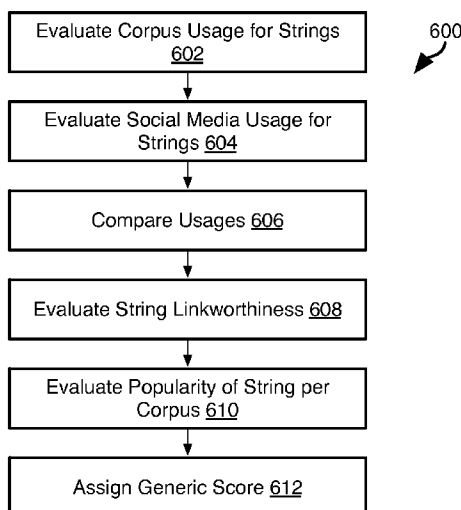 Evaluate Corpus Usage for Strings
602
600
Evaluate Social Media Usage for
Strings 604
Compare Usages 606
Evaluate String Linkworthiness 608
Evaluate Popularity of String per
Corpus 610
Assign Generic Score 612